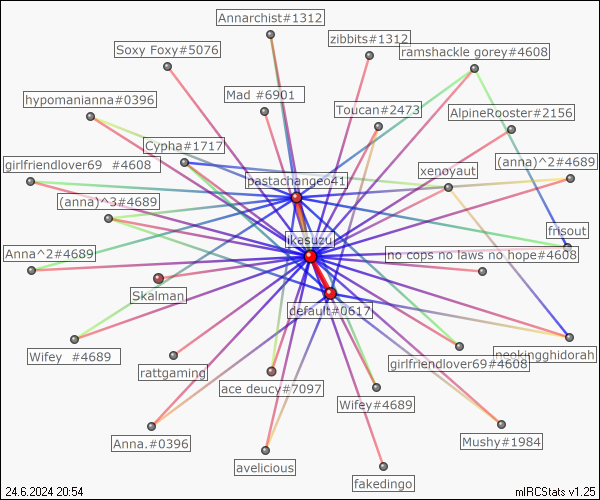 Annarchist#1312
zibbits#1312
Soxy Foxy#5076
ramshackle gorey#4608
Mad #6901
hypomanianna#0396
Toucan#2473
AlpineRooster#2156
Cypha#1717
girlfriendlover69 #4608
(anna)^2#4689
xenoyaut
pastachangeo41
(anna)^3#4689
frisout
ikasuzu
Anna^2#4689
no cops no laws no hope#4608
Skalman
default#0617
Wifey #4689
neokingghidorah
girlfriendlover69#4608
rattgaming
ace deucy#7097
Wifey#4689
Anna.#0396
Mushy#1984
avelicious
fakedingo
24.6.2024 20:54
mIRCStats v1.25